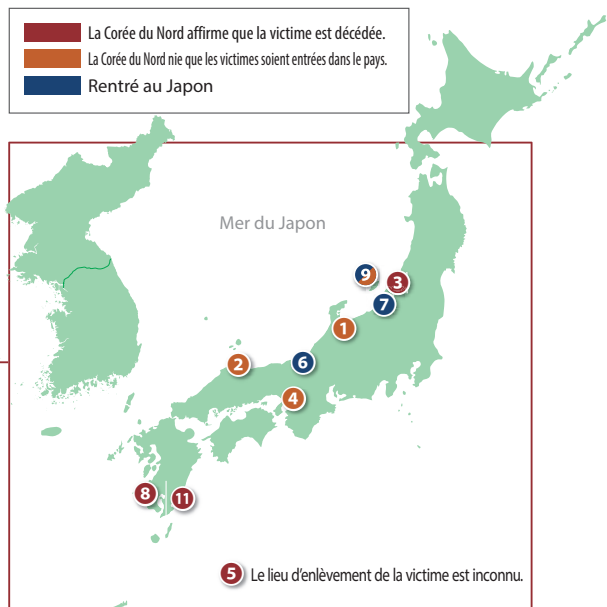 La Corée du Nord affirme que la victime est décédée.
La Corée du Nord nie que les victimes soient entrées dans le pays.
Rentré au Japon
Mer du Japon
9
3
7
1
2
6
4
8
11
5 Le lieu d'enlèvement de la victime est inconnu.